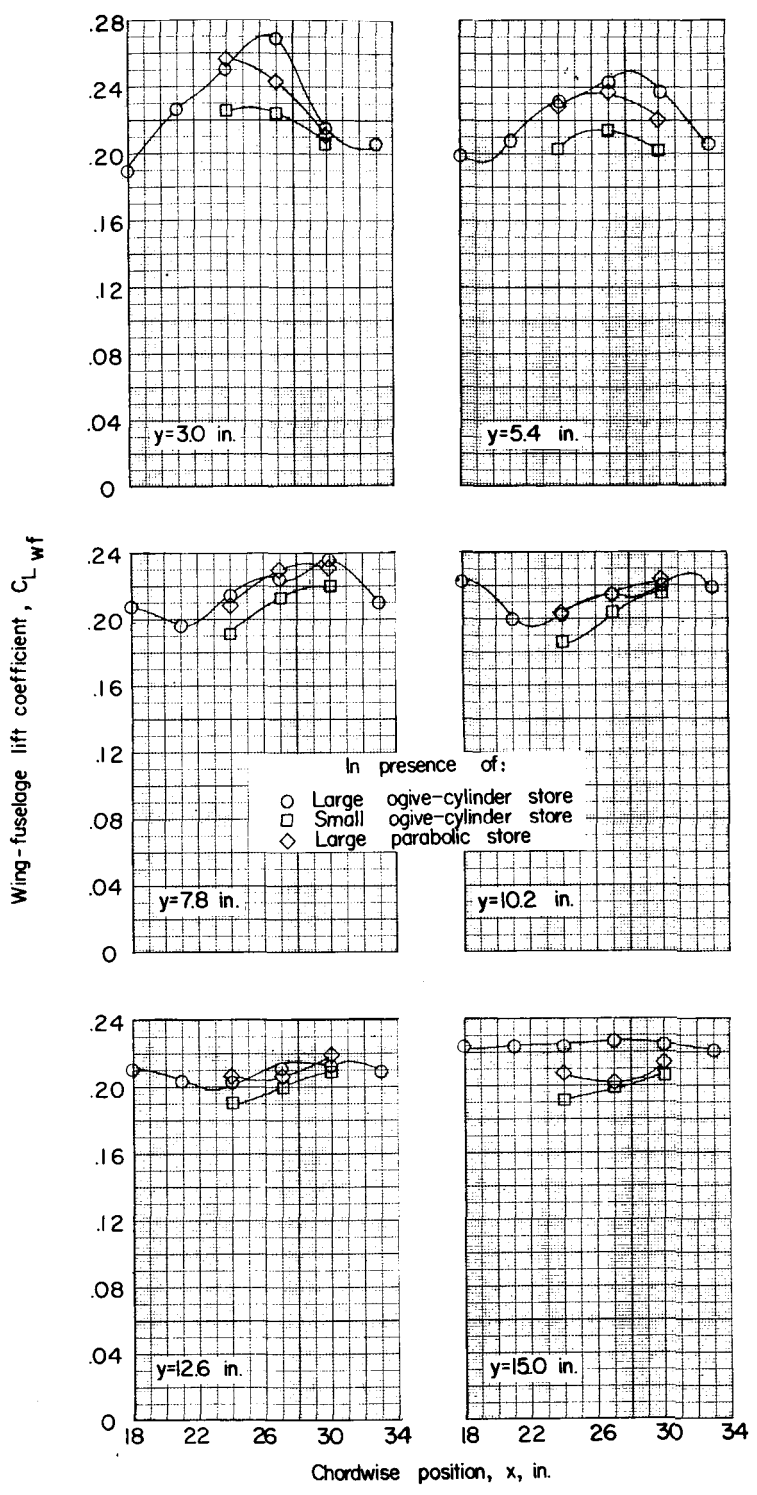 .28
.24
.20
.16
.12
.08
.04
0
y=3.0 in.
y=5.4 in.
Wing-fuselage lift coefficient, CL wf
.24
.20
.16
.12
.08
.04
0
In presence of:
Large ogive-cylinder store
Small ogive-cylinder store
Large parabolic store
y=7.8 in.
y=10.2 in.
.24
.20
.16
.12
.08
.04
0
y=12.6 in.
y=15.0 in.
18 22 26 30 34
18 22 26 30 34
Chordwise position, x, in.